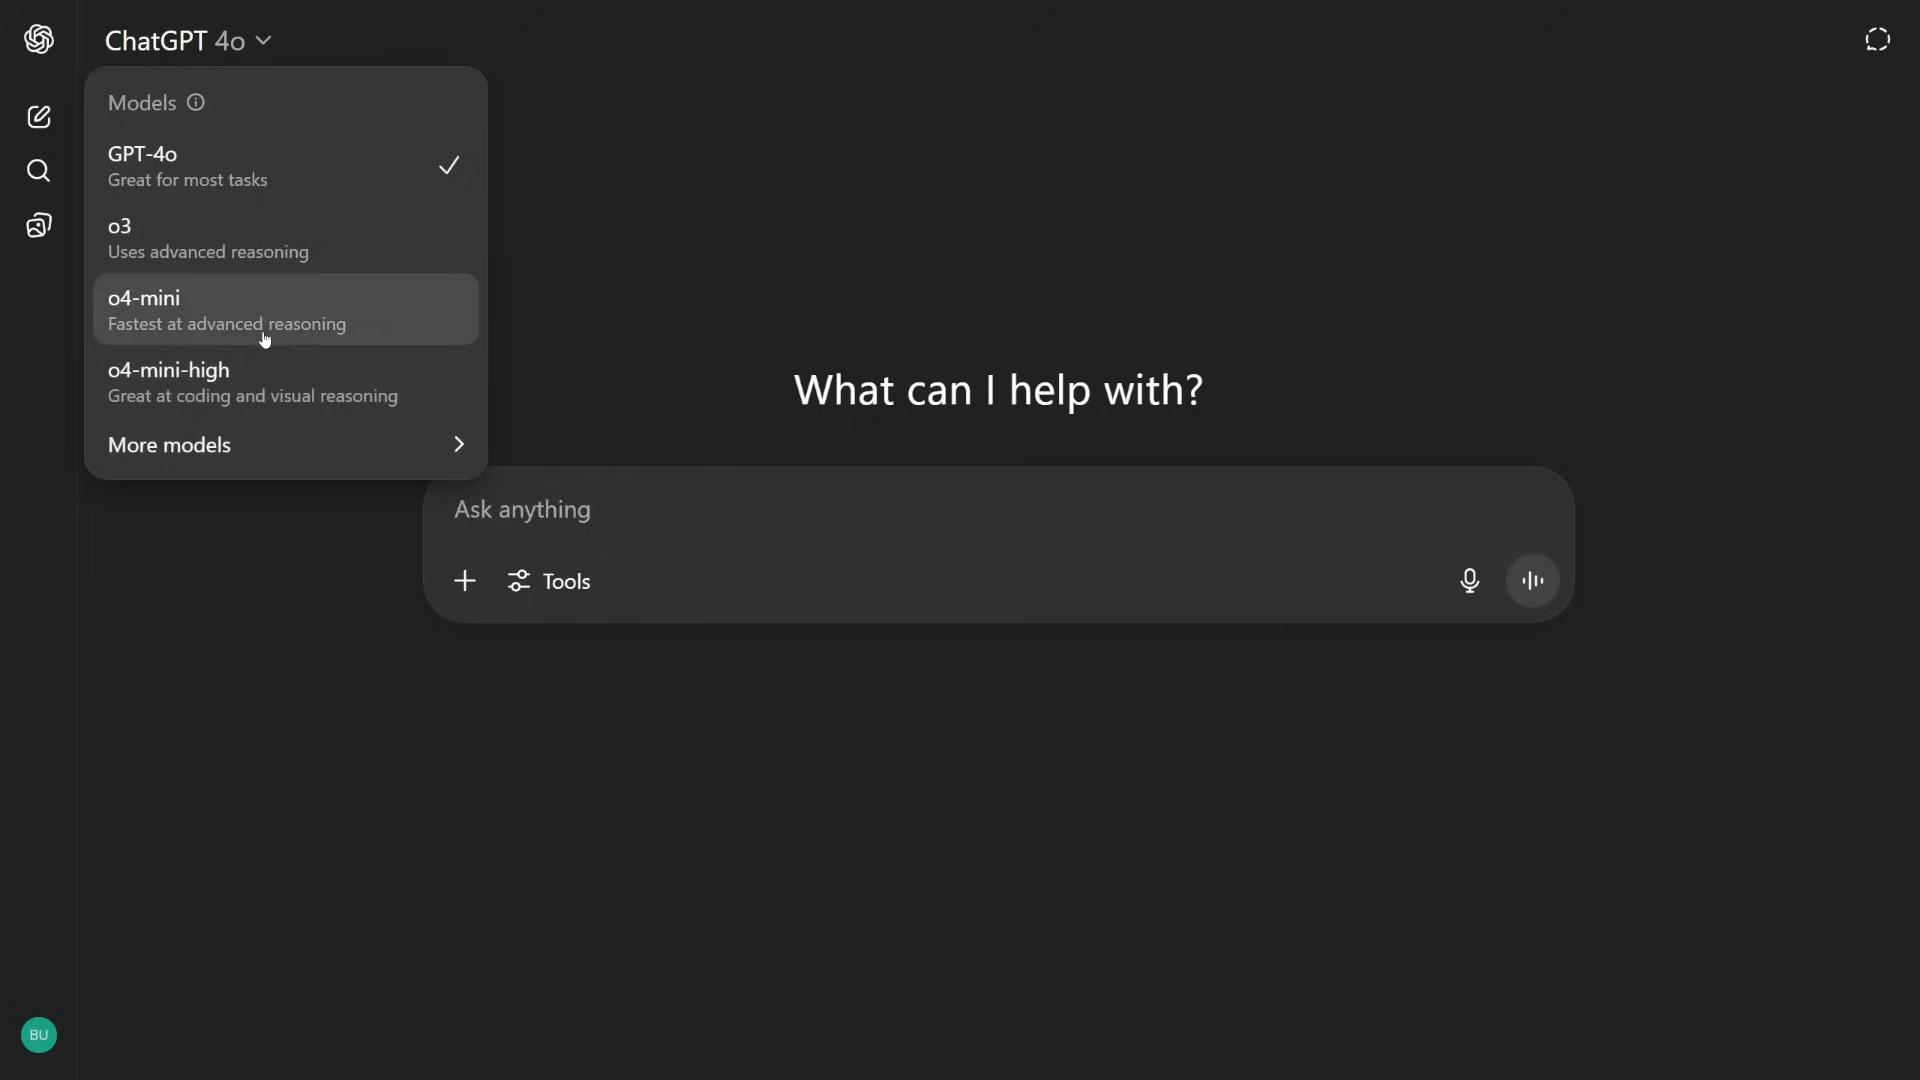 ChatGPT 4o
Models
GPT-4o
Great for most tasks
o3
Uses advanced reasoning
o4-mini
Fastest at advanced reasoning
o4-mini-high
Great at coding and visual reasoning
More models
What can I help with?
Ask anything
Tools
BU